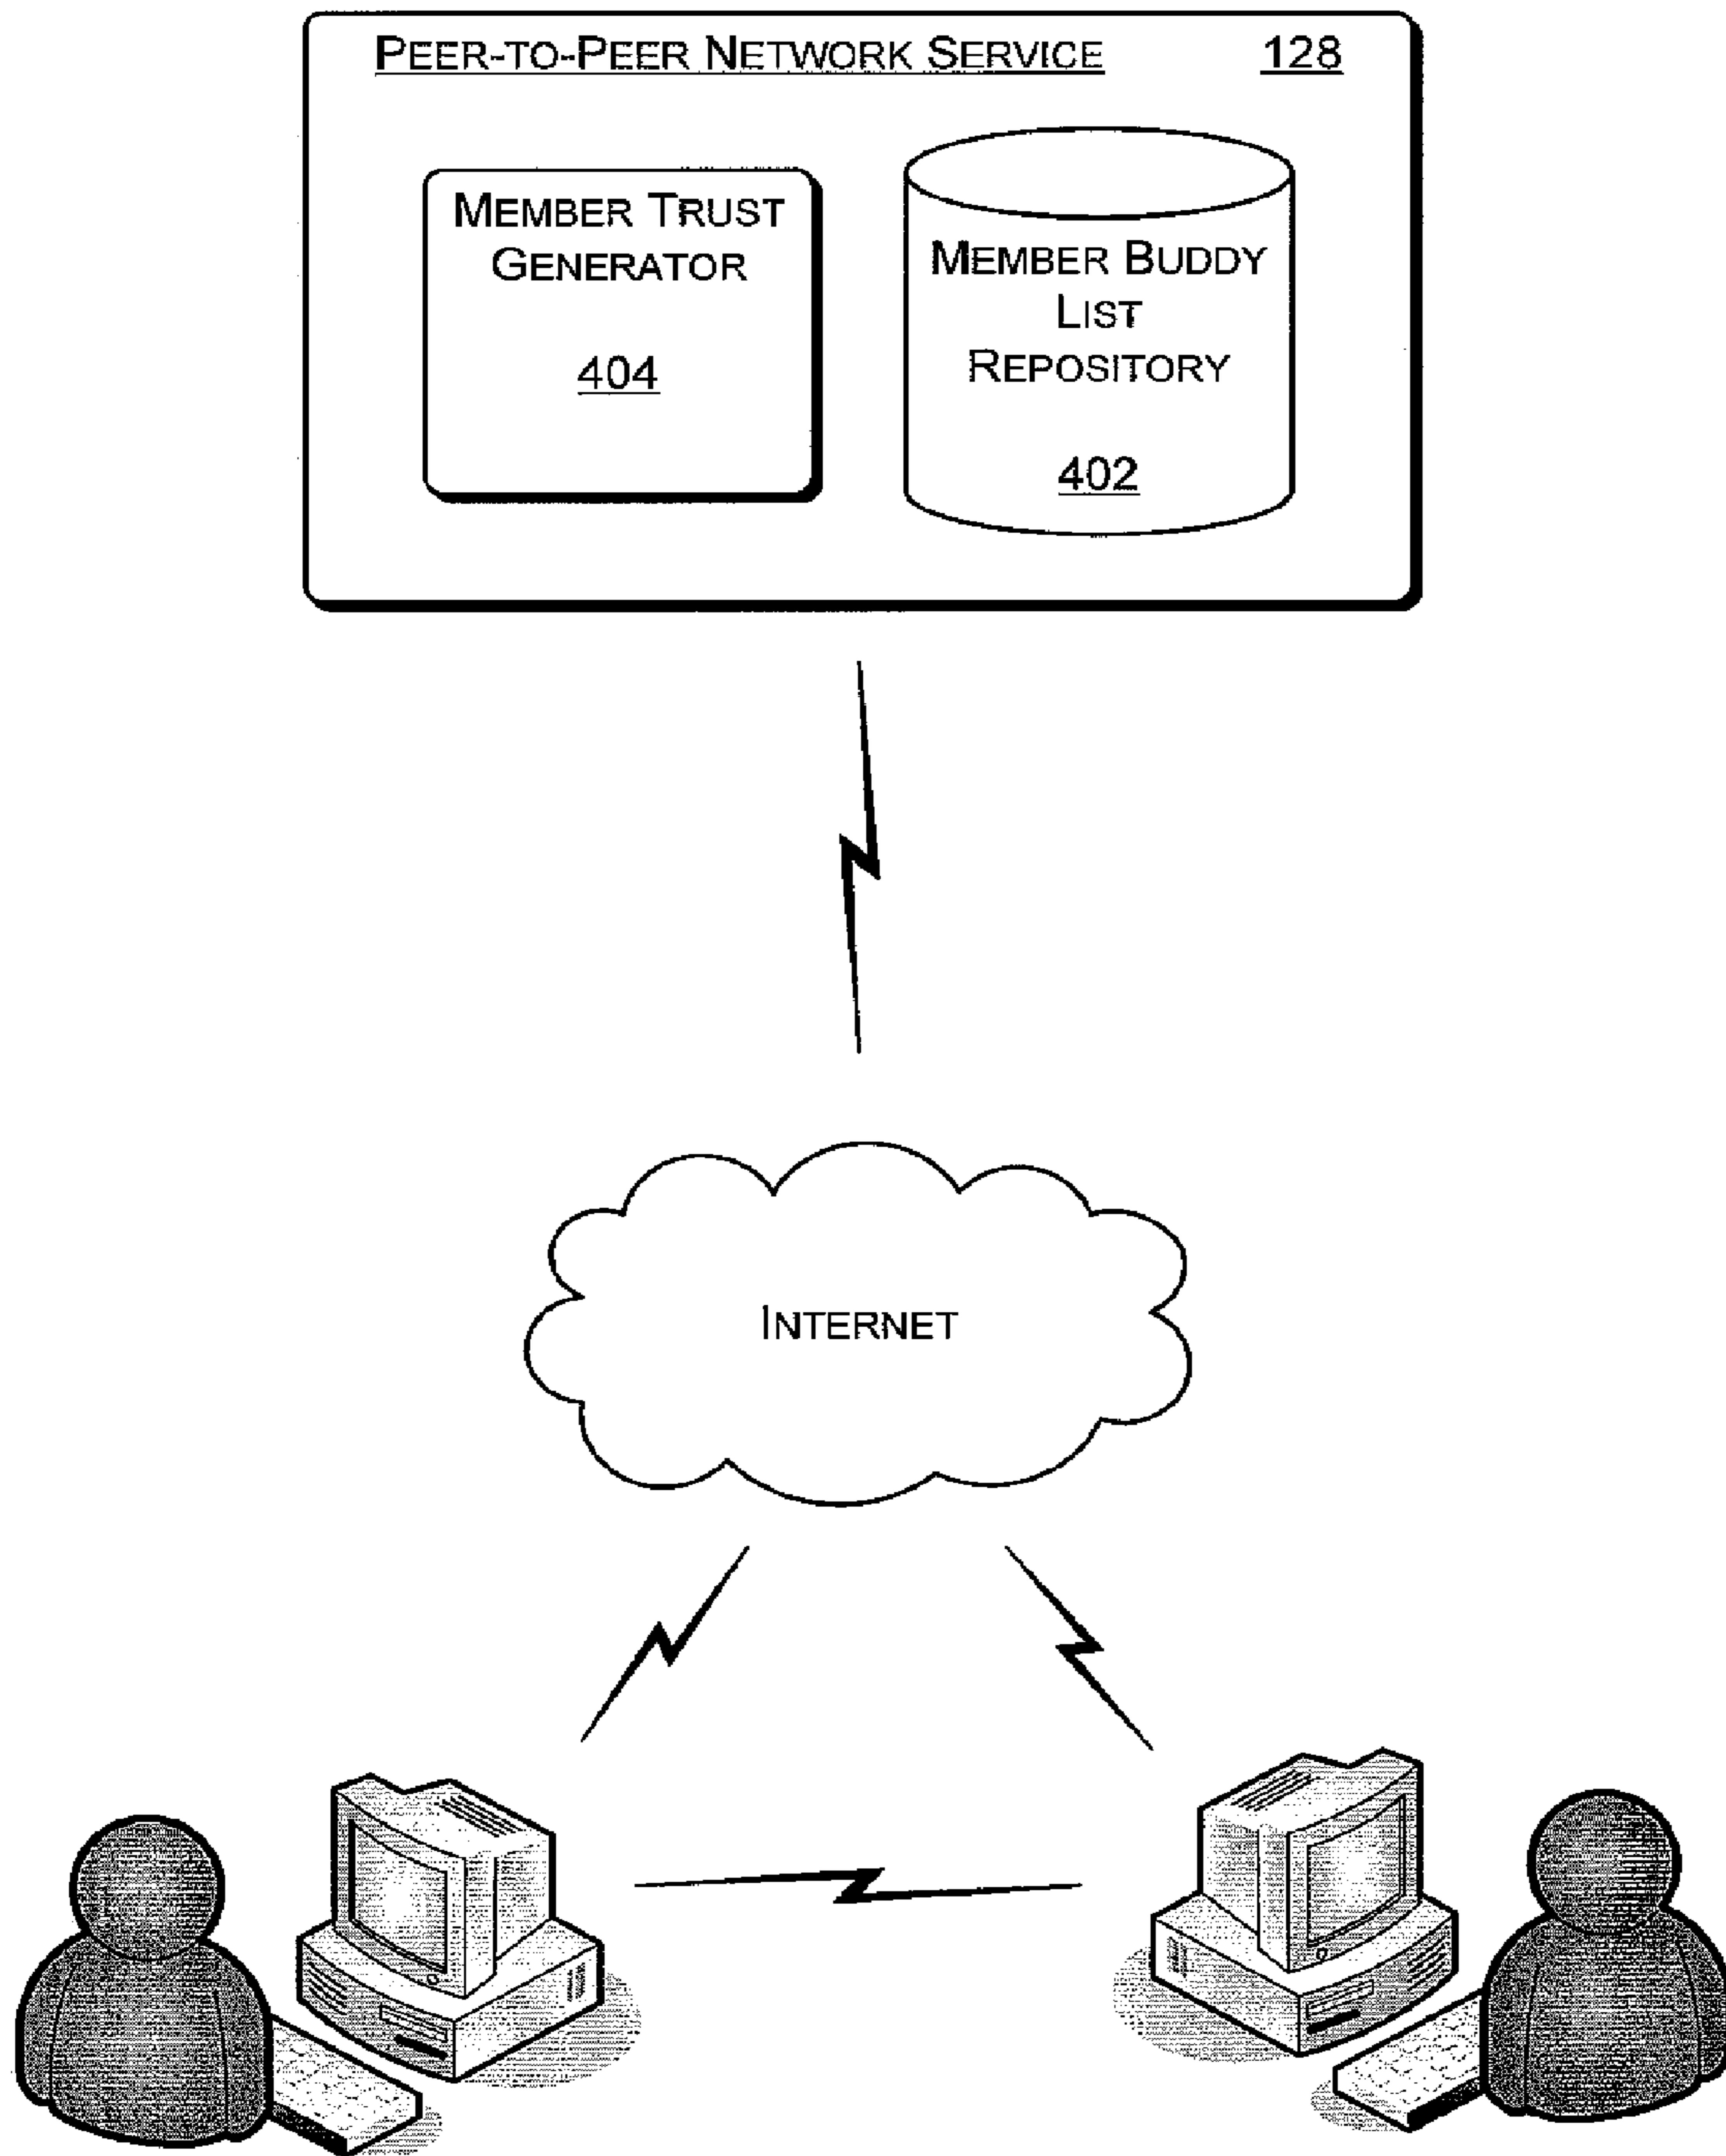 PEER-TO-PEER NETWORK SERVICE 128
MEMBER TRUST
GENERATOR
404
MEMBER BUDDY
LIST
REPOSITORY
402
INTERNET